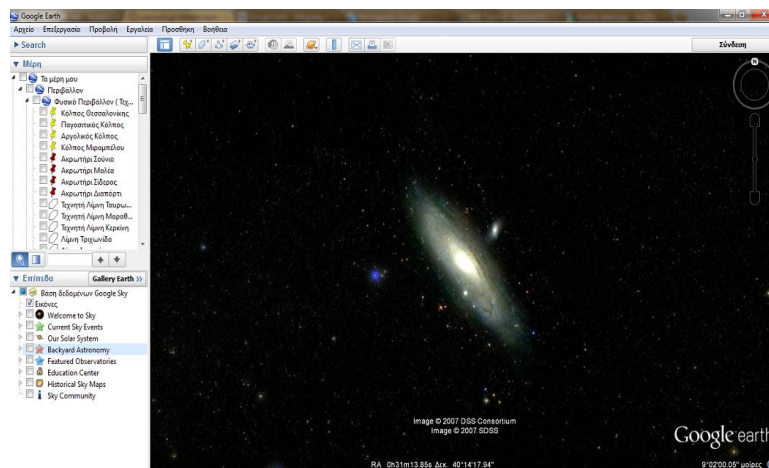 Google Earth
Αρχείο Επεξεργασία Προβολή Εργαλεία Προσθήκη Βοήθεια
Search
Σύνδεση
Μέρη
N
Τα μέρη μου
Περιβάλλον
Φυσικό Περιβάλλον ( Τεχ...
Κόλπος Θεσσαλονίκης
Παγασιτικός Κόλπος
Αργολικός Κόλπος
Κόλπος Μιραμπέλου
Ακρωτήρι Σούνιο
Ακρωτήρι Μαλέα
Ακρωτήρι Σίδερας
Ακρωτήρι Διαπόρτι
Τεχνητή Λίμνη Ταυρω...
Τεχνητή Λίμνη Μαραθ...
Τεχνητή Λίμνη Κερκίνη
Λίμνη Τριχωνίδα
Επίπεδα
Gallery Earth >>
Βάση δεδομένων Google Sky
Εικόνες
Welcome to Sky
Current Sky Events
Our Solar System
Backyard Astronomy
Featured Observatories
Education Center
Historical Sky Maps
Sky Community
Image © 2007 DSS Consortium
Image © 2007 SDSS
Google earth
RA 0h31m13.85s Δεκ. 40°14'17.94" 9°02'00.05" μοίρες